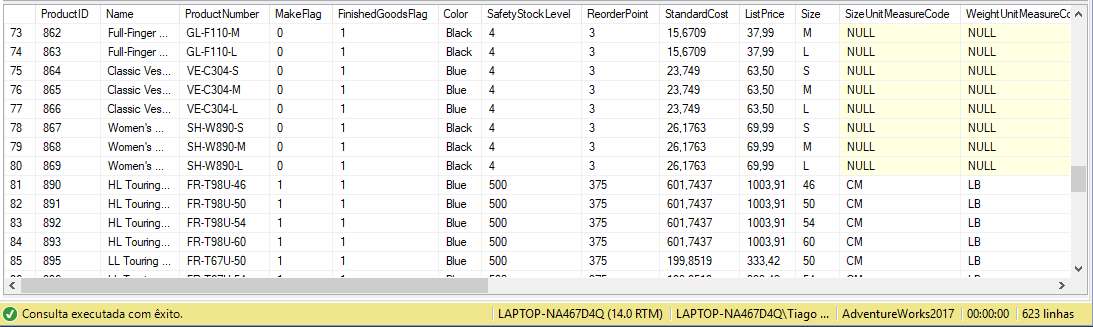 ProductID Name ProductNumber MakeFlag FinishedGoodsFlag Color SafetyStockLevel ReorderPoint StandardCost ListPrice Size SizeUnitMeasureCode WeightUnitMeasureCo
73 862 Full-Finger ... GL-F110-M 0 1 Black 4 3 15,6709 37,99 M NULL NULL
74 863 Full-Finger ... GL-F110-L 0 1 Black 4 3 15,6709 37,99 L NULL NULL
75 864 Classic Ves... VE-C304-S 0 1 Blue 4 3 23,749 63,50 S NULL NULL
76 865 Classic Ves... VE-C304-M 0 1 Blue 4 3 23,749 63,50 M NULL NULL
77 866 Classic Ves... VE-C304-L 0 1 Blue 4 3 23,749 63,50 L NULL NULL
78 867 Women's ... SH-W890-S 0 1 Black 4 3 26,1763 69,99 S NULL NULL
79 868 Women's ... SH-W890-M 0 1 Black 4 3 26,1763 69,99 M NULL NULL
80 869 Women's ... SH-W890-L 0 1 Black 4 3 26,1763 69,99 L NULL NULL
81 890 HL Touring... FR-T98U-46 1 1 Blue 500 375 601,7437 1003,91 46 CM LB
82 891 HL Touring... FR-T98U-50 1 1 Blue 500 375 601,7437 1003,91 50 CM LB
83 892 HL Touring... FR-T98U-54 1 1 Blue 500 375 601,7437 1003,91 54 CM LB
84 893 HL Touring... FR-T98U-60 1 1 Blue 500 375 601,7437 1003,91 60 CM LB
85 895 LL Touring... FR-T67U-50 1 1 Blue 500 375 199,8519 333,42 50 CM LB
Consulta executada com êxito. LAPTOP-NA467D4Q (14.0 RTM) LAPTOP-NA467D4Q\Tiago ... AdventureWorks2017 00:00:00 623 linhas